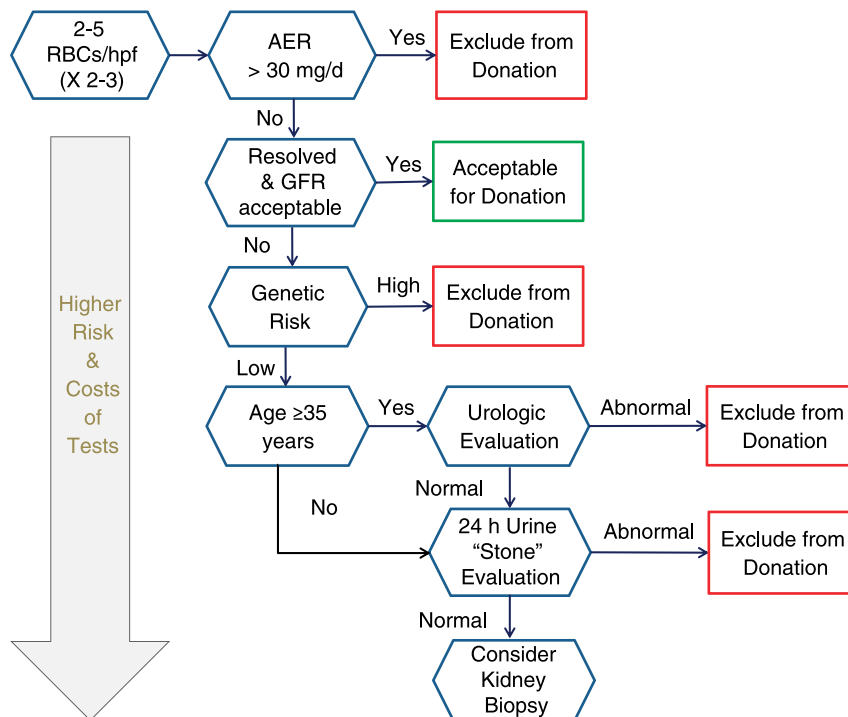 2-5
RBCs/hpf
(X 2-3)
AER
> 30 mg/d
Yes
Exclude from
Donation
No
Resolved
& GFR
acceptable
Yes
Acceptable
for Donation
No
Genetic
Risk
High
Exclude from
Donation
Low
Age ≥35
years
Yes
Urologic
Evaluation
Abnormal
Exclude from
Donation
No
Normal
24 h Urine
“Stone”
Evaluation
Abnormal
Exclude from
Donation
Normal
Consider
Kidney
Biopsy
Higher
Risk
&
Costs
of
Tests